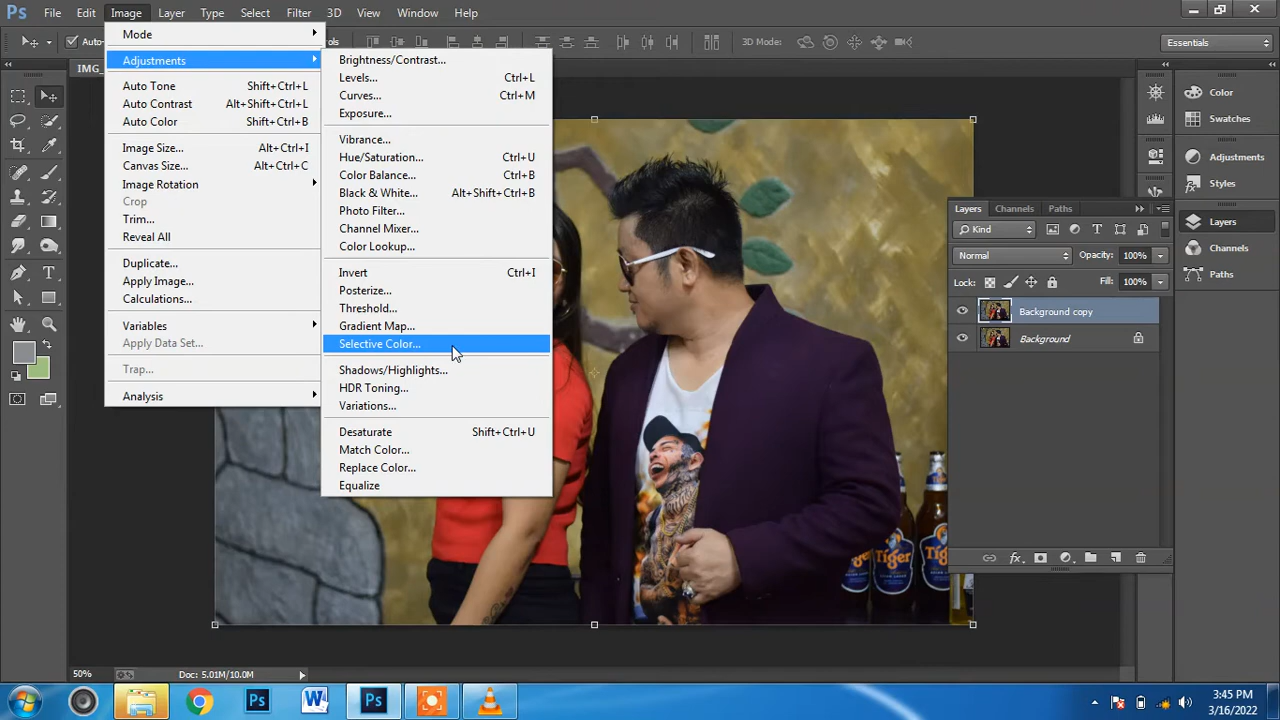 Ps File Edit Image Layer Type Select Filter 3D View Window Help
3D Mode:
Essentials
Mode
Adjustments
Auto Tone Shift+Ctrl+L
Auto Contrast Alt+Shift+Ctrl+L
Auto Color Shift+Ctrl+B
Image Size... Alt+Ctrl+I
Canvas Size... Alt+Ctrl+C
Image Rotation
Crop
Trim...
Reveal All
Duplicate...
Apply Image...
Calculations...
Variables
Apply Data Set...
Trap...
Analysis
Brightness/Contrast...
Levels... Ctrl+L
Curves... Ctrl+M
Exposure...
Vibrance...
Hue/Saturation... Ctrl+U
Color Balance... Ctrl+B
Black & White... Alt+Shift+Ctrl+B
Photo Filter...
Channel Mixer...
Color Lookup...
Invert Ctrl+I
Posterize...
Threshold...
Gradient Map...
Selective Color...
Shadows/Highlights...
HDR Toning...
Variations...
Desaturate Shift+Ctrl+U
Match Color...
Replace Color...
Equalize
Color
Swatches
Adjustments
Styles
Layers
Channels
Paths
Layers Channels Paths
Kind
Normal Opacity: 100%
Lock: Fill: 100%
Background copy
Background
Tiger
Tiger
50% Doc: 5.01M/10.0M
3:45 PM
3/16/2022